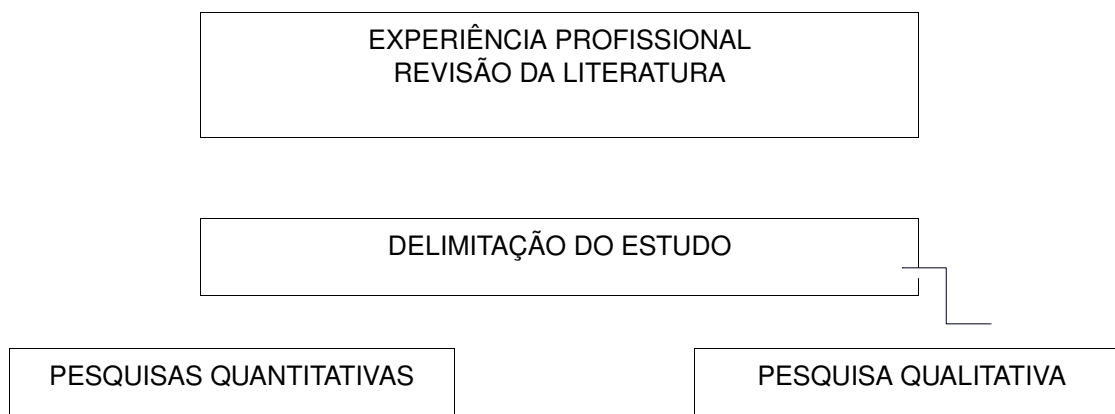 EXPERIÊNCIA PROFISSIONAL
REVISÃO DA LITERATURA
DELIMITAÇÃO DO ESTUDO
PESQUISAS QUANTITATIVAS
PESQUISA QUALITATIVA